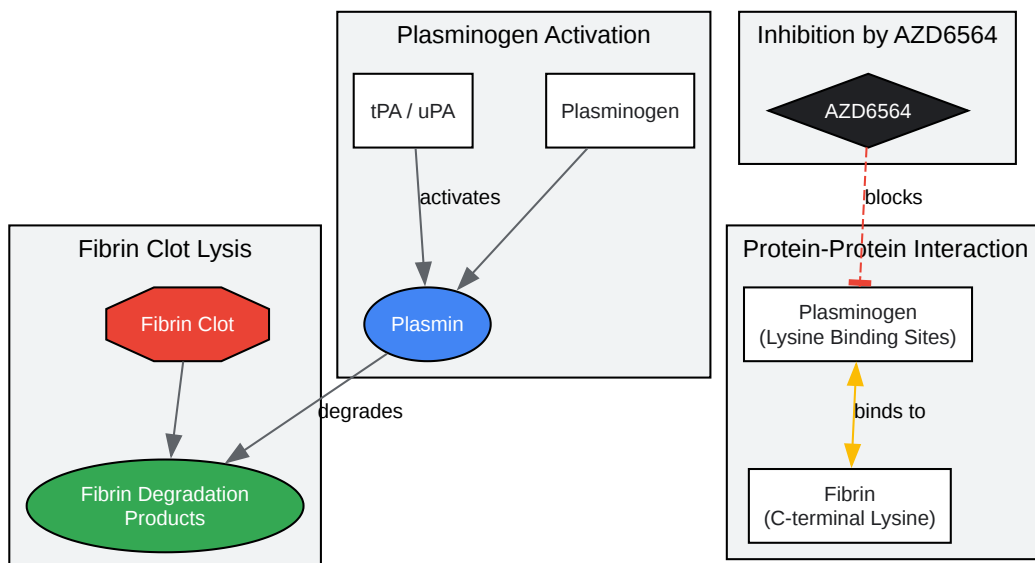 Plasminogen Activation
Inhibition by AZD6564
tPA / uPA
Plasminogen
AZD6564
activates
blocks
Fibrin Clot Lysis
Protein-Protein Interaction
Fibrin Clot
Plasmin
Plasminogen
(Lysine Binding Sites)
degrades
binds to
Fibrin Degradation
Products
Fibrin
(C-terminal Lysine)